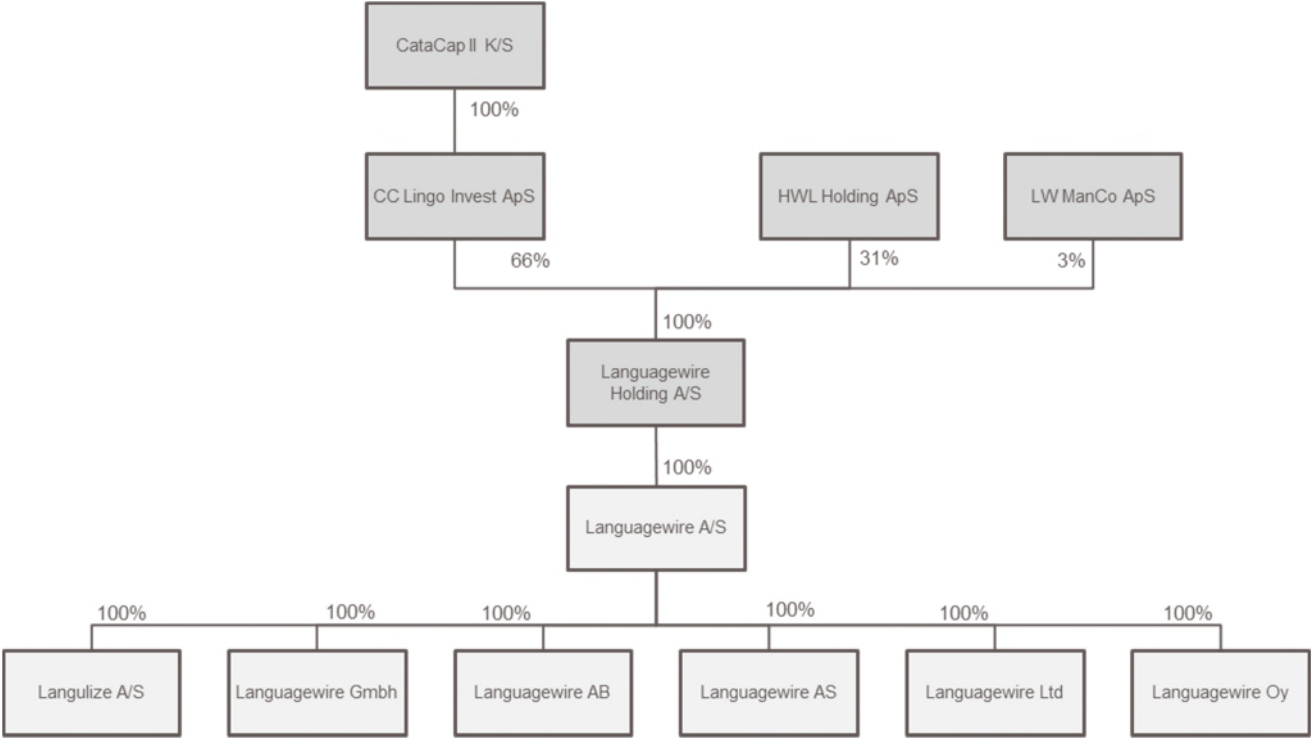 CataCap II K/S
100%
CC Lingo Invest ApS
HWL Holding ApS
LW ManCo ApS
66%
31%
3%
100%
Languagewire
Holding A/S
100%
Languagewire A/S
100%
100%
100%
100%
100%
100%
Langulize A/S
Languagewire Gmbh
Languagewire AB
Languagewire AS
Languagewire Ltd
Languagewire Oy